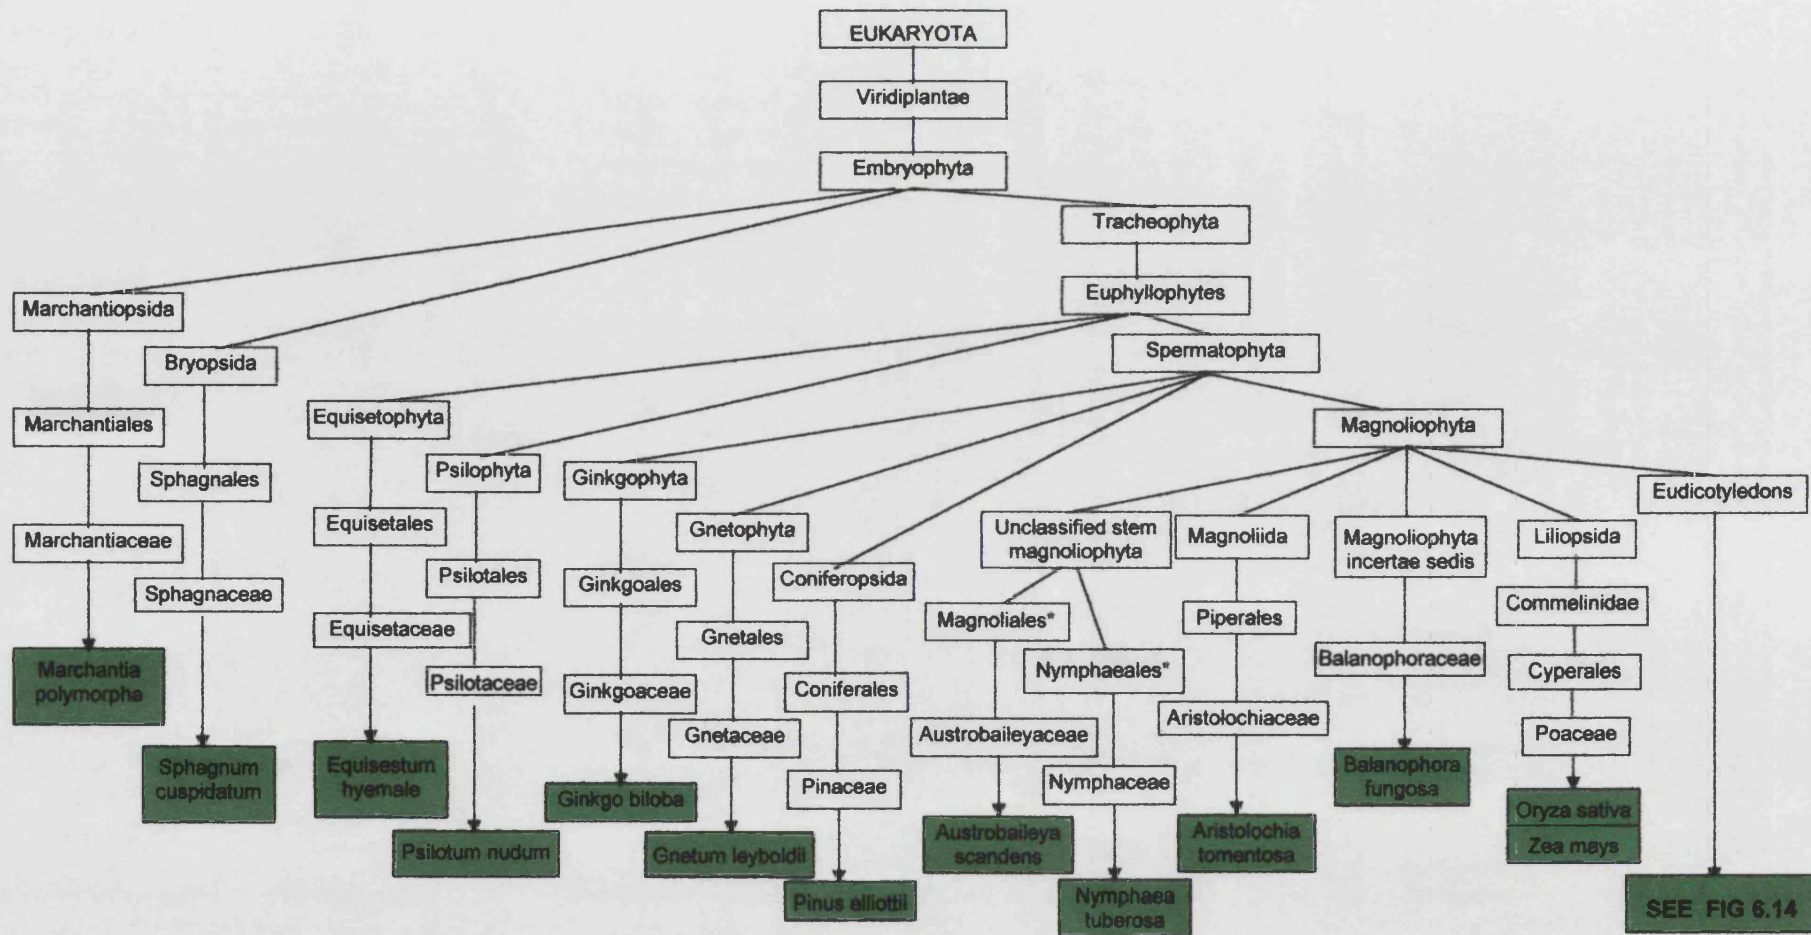 EUKARYOTA
Viridiplantae
Embryophyta
Tracheophyta
Euphyllophytes
Marchantiopsida
Bryopsida
Spermatophyta
Equisetophyta
Marchantiales
Magnoliophyta
Psilophyta
Sphagnales
Ginkgophyta
Eudicotyledons
Equisetales
Marchantiaceae
Gnetophyta
Unclassified stem
magnoliophyta
Magnoliida
Magnoliophyta
incertae sedis
Liliopsida
Psilotales
Sphagnaceae
Ginkgoales
Coniferopsida
Commelinidae
Equisetaceae
Gnetales
Magnoliales*
Piperales
Marchantia
polymorpha
Psilotaceae
Ginkgoaceae
Coniferales
Nymphaeales*
Balanophoraceae
Cyperales
Gnetaceae
Austrobaileyaceae
Aristolochiaceae
Poaceae
Sphagnum
cuspidatum
Equisestum
hyemale
Ginkgo biloba
Pinaceae
Nymphaceae
Balanophora
fungosa
Oryza sativa
Zea mays
Psilotum nudum
Gnetum leyboldii
Austrobaileya
scandens
Aristolochia
tomentosa
Pinus elliottii
Nymphaea
tuberosa
SEE FIG 6.14